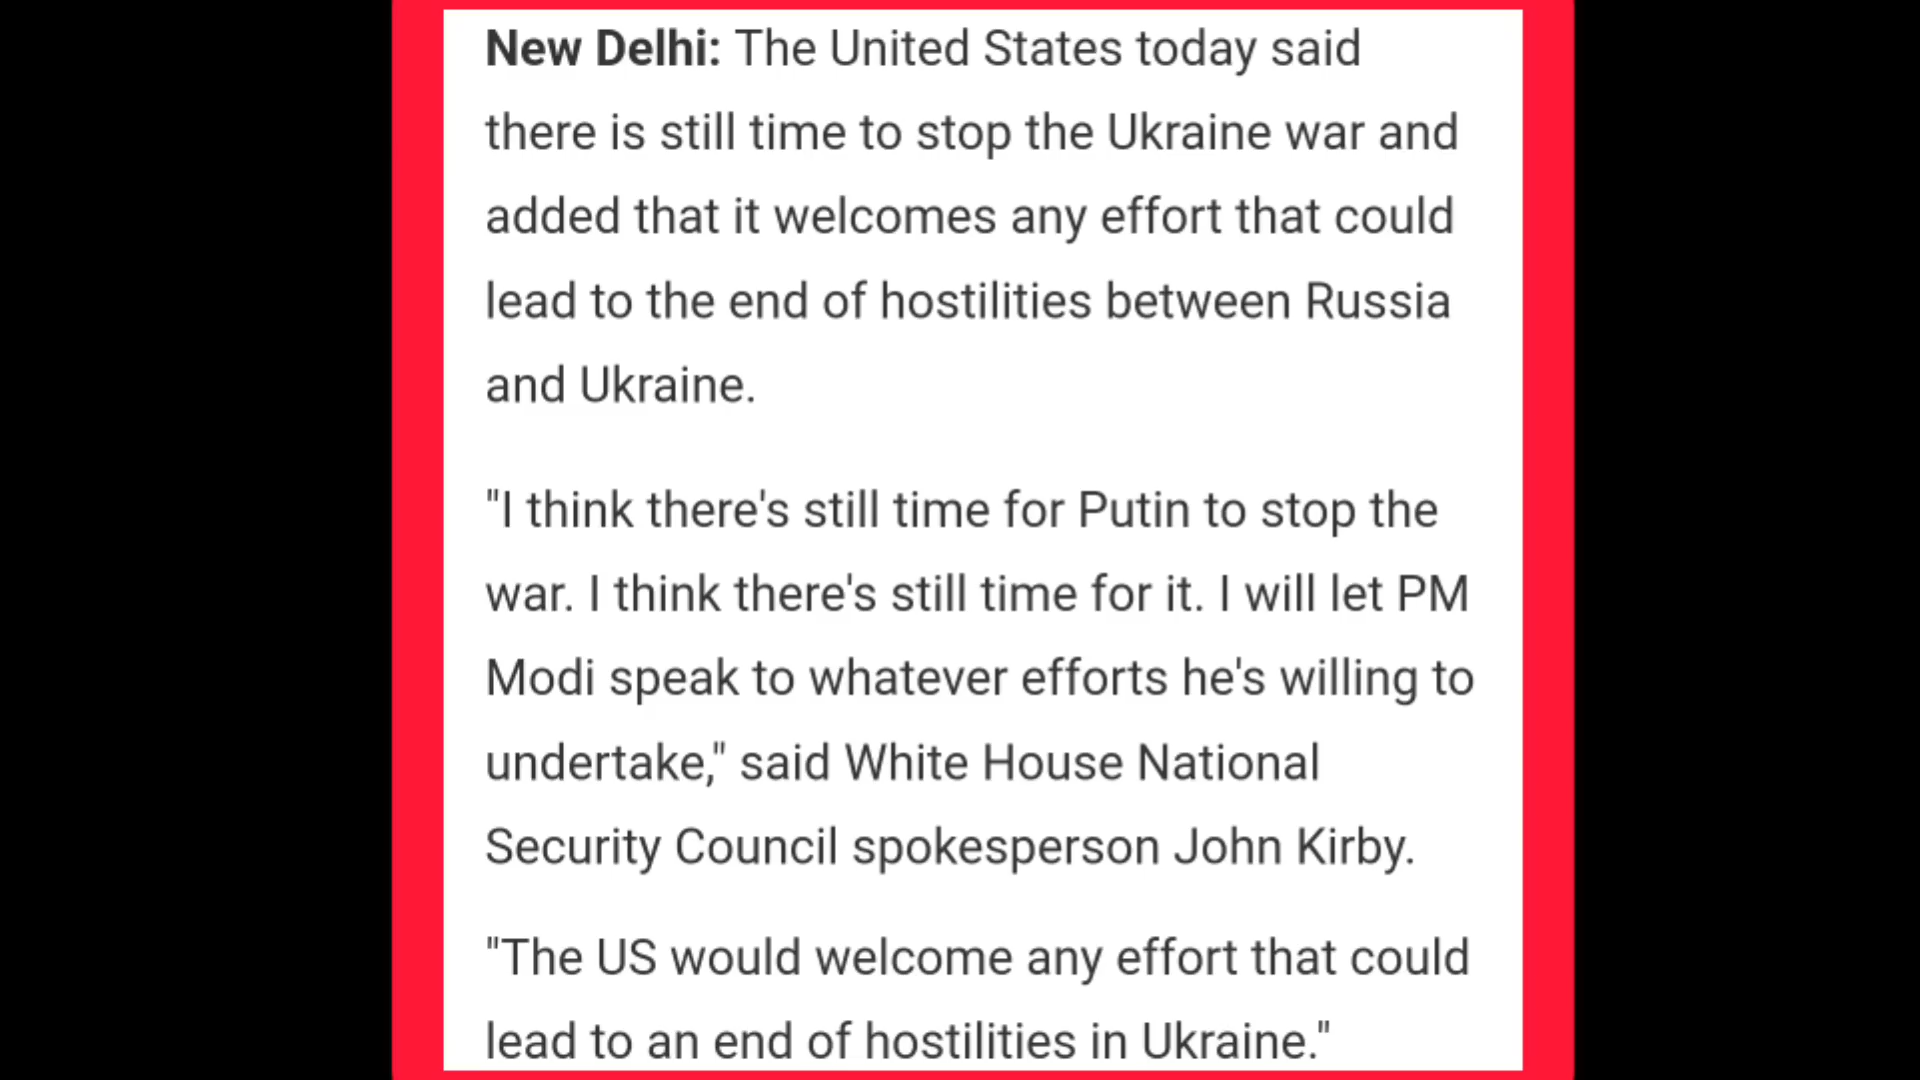 New Delhi: The United States today said
there is still time to stop the Ukraine war and
added that it welcomes any effort that could
lead to the end of hostilities between Russia
and Ukraine.
"I think there's still time for Putin to stop the
war. I think there's still time for it. I will let PM
Modi speak to whatever efforts he's willing to
undertake," said White House National
Security Council spokesperson John Kirby.
"The US would welcome any effort that could
lead to an end of hostilities in Ukraine."